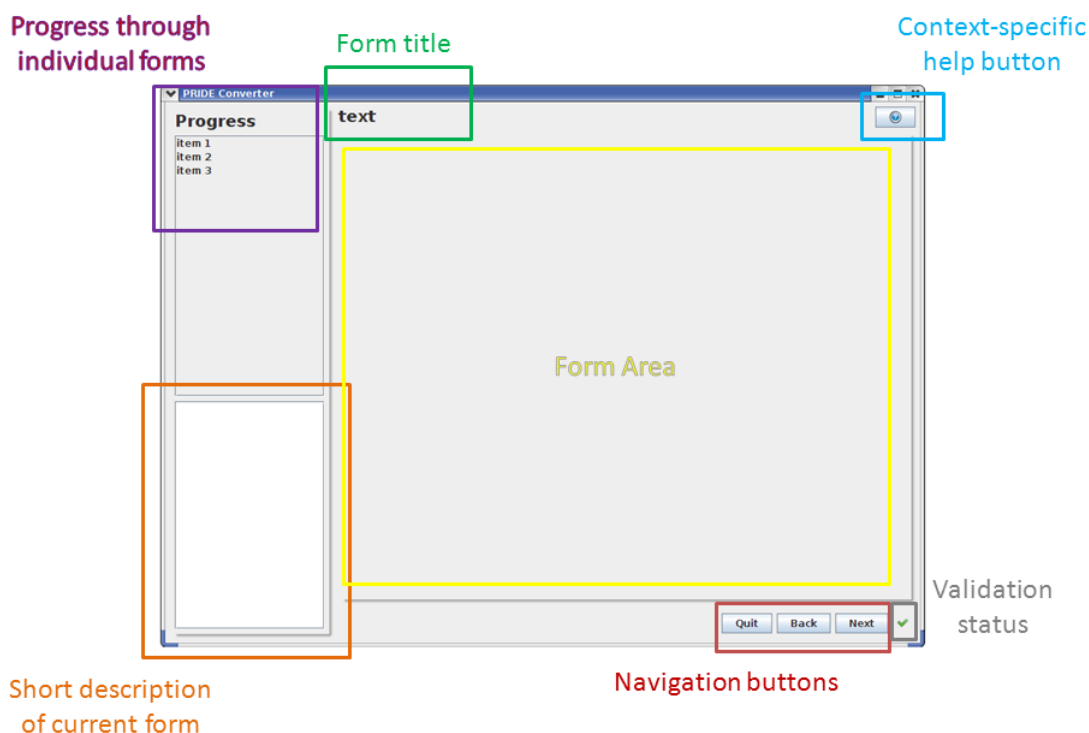 Progress through
individual forms
Form title
Context-specific
help button
PRIDE Converter
Progress
text
item 1
item 2
item 3
Form Area
Validation
status
Quit
Back
Next
Navigation buttons
Short description
of current form